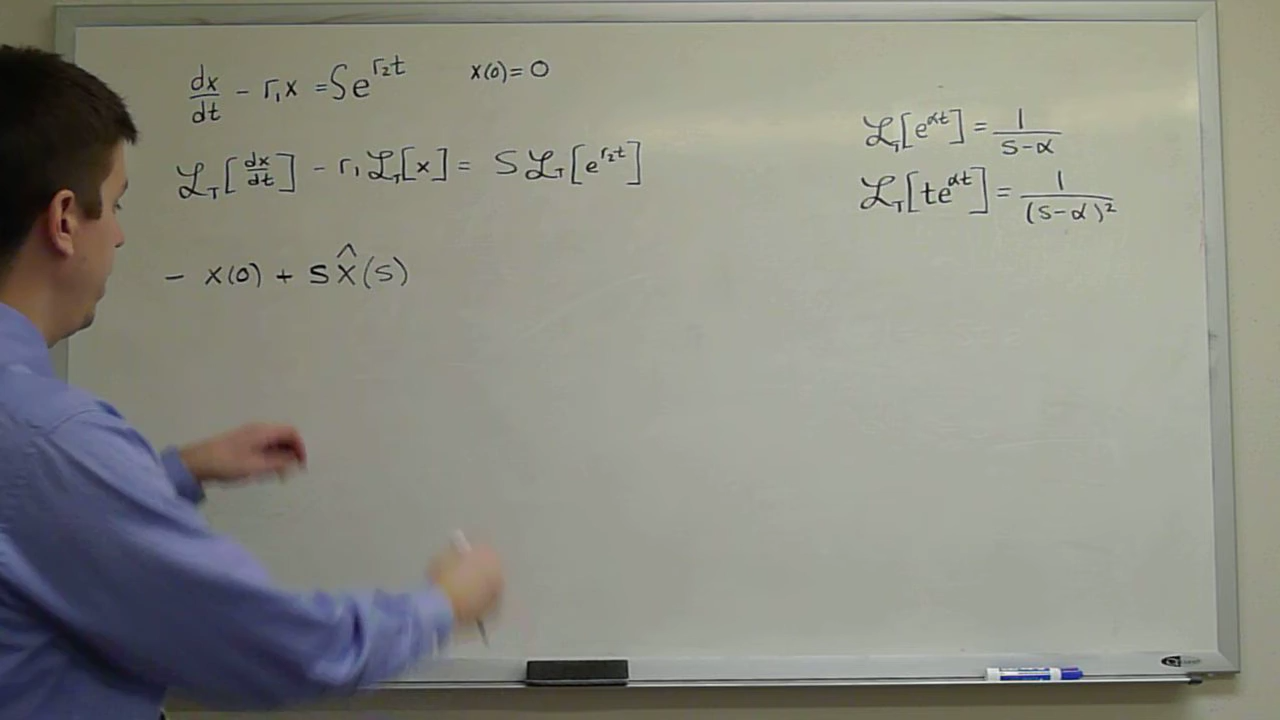 dx/dt - r₁x = Se^(r₂t)    x(0) = 0
ℒ_T[dx/dt] - r₁ℒ_T[x] = Sℒ_T[e^(r₂t)]
- x(0) + S x̂(s)
ℒ_T[e^(αt)] = 1/(s-α)
ℒ_T[te^(αt)] = 1/(s-α)²